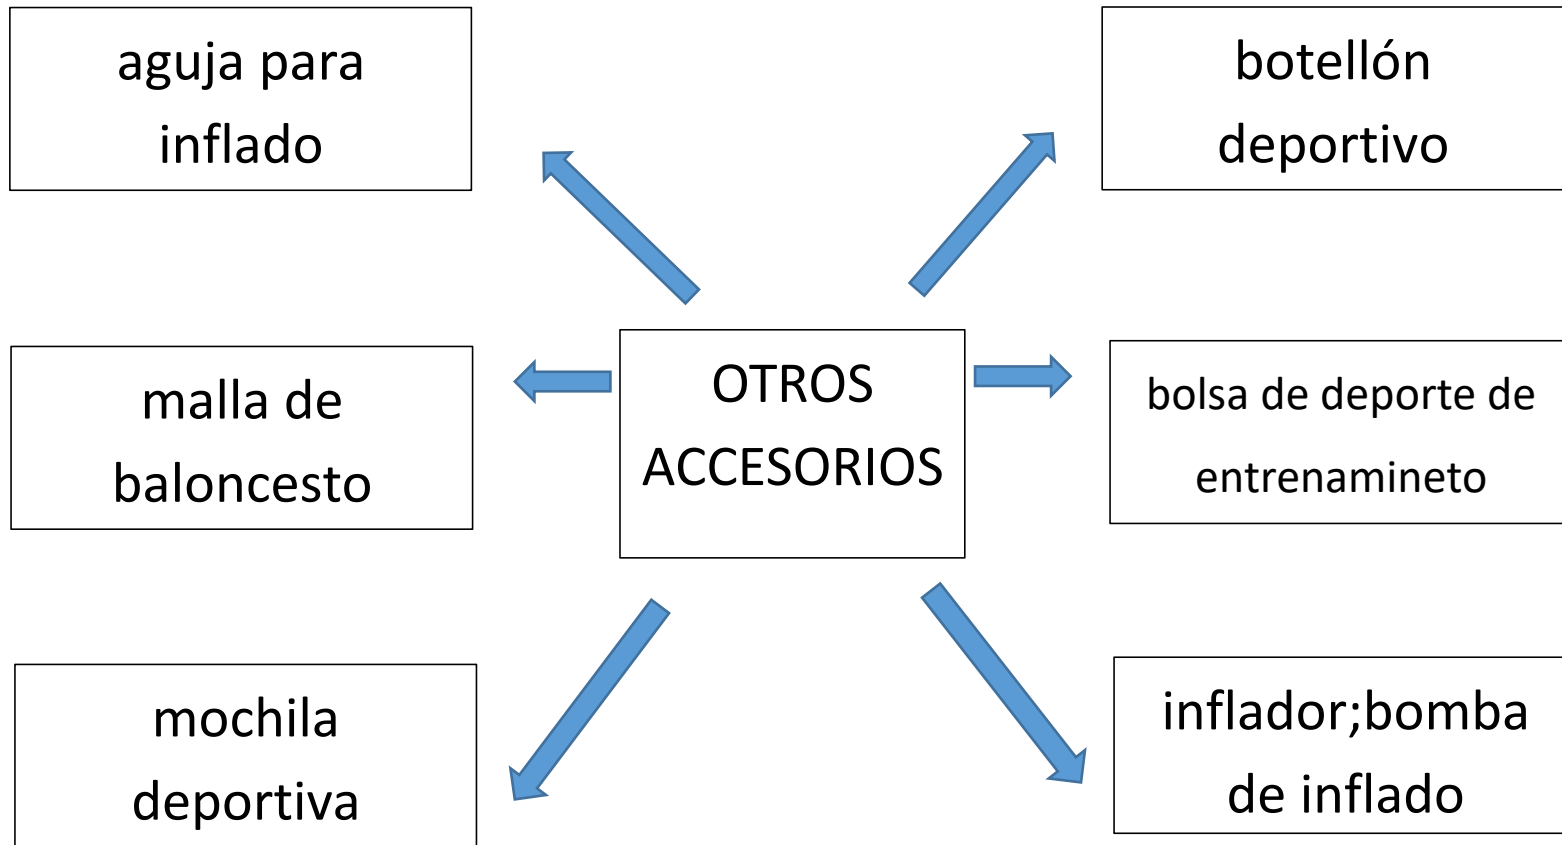 aguja para
inflado
botellón
deportivo
malla de
baloncesto
OTROS
ACCESORIOS
bolsa de deporte de
entrenamineto
mochila
deportiva
inflador;bomba
de inflado